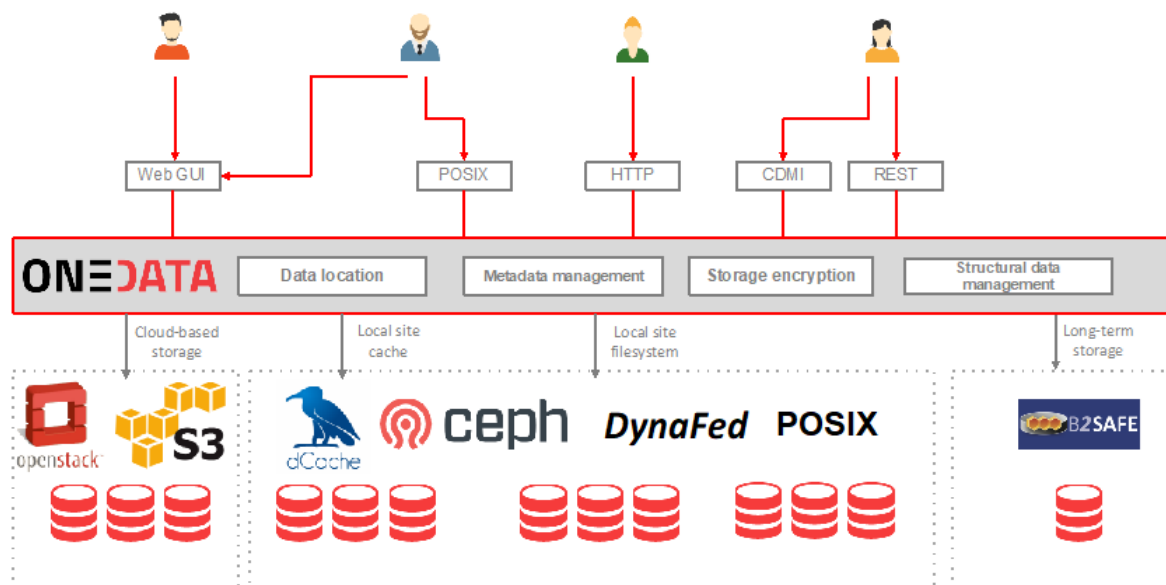 Web GUI
POSIX
HTTP
CDMI
REST
ONEDATA
Data location
Metadata management
Storage encryption
Structural data
management
Cloud-based
storage
Local site
cache
Local site
filesystem
Long-term
storage
openstack
S3
dCache
ceph
DynaFed
POSIX
B2SAFE